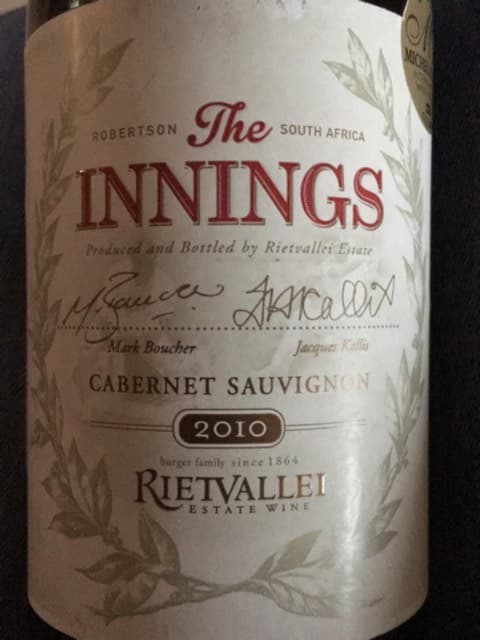 ROBERTSON The SOUTH AFRICA
INNINGS
Produced and Bottled by Rietvallei Estate
Mark Boucher Jacques Kallis
CABERNET SAUVIGNON
2010
burger family since 1864
RIETVALLEI
ESTATE WINE